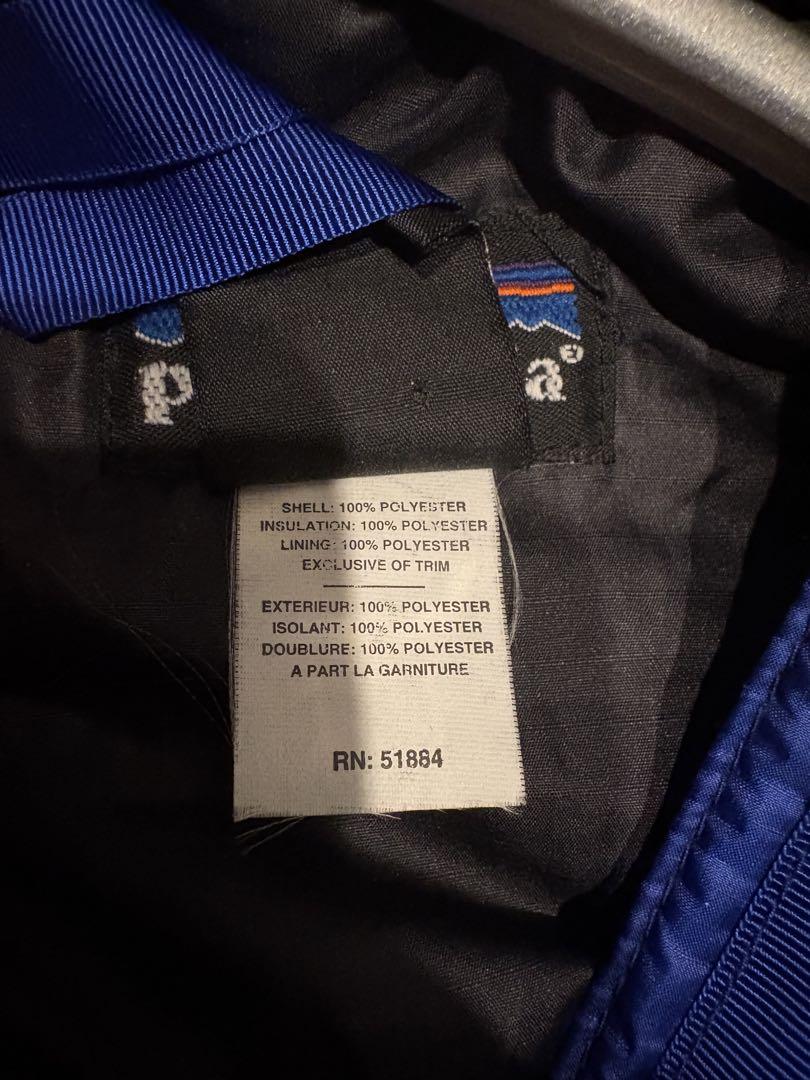 p a®
SHELL: 100% POLYESTER
INSULATION: 100% POLYESTER
LINING: 100% POLYESTER
EXCLUSIVE OF TRIM
EXTERIEUR: 100% POLYESTER
ISOLANT: 100% POLYESTER
DOUBLURE: 100% POLYESTER
A PART LA GARNITURE
RN: 51884